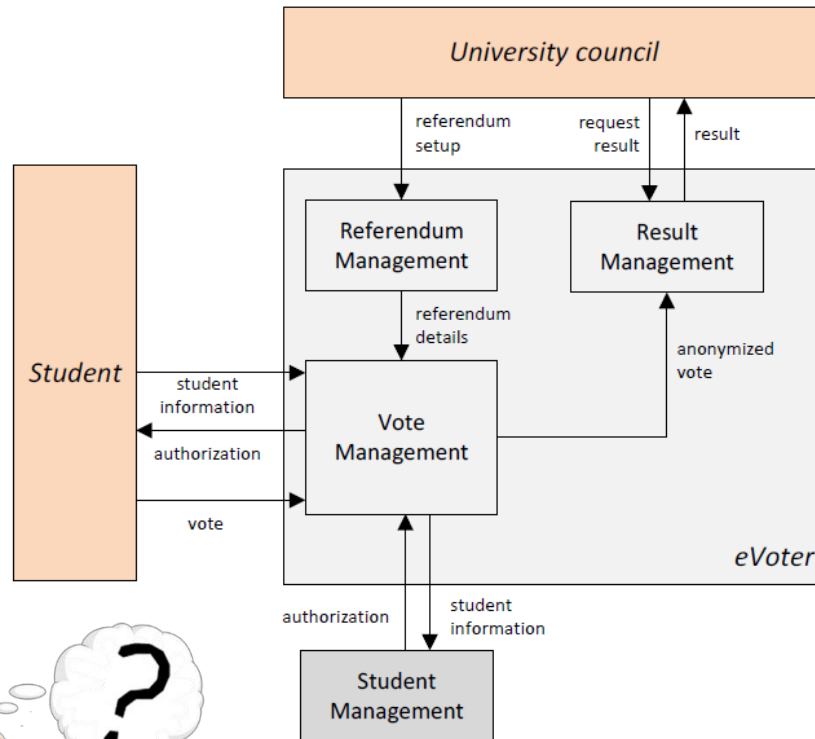 University council
referendum
setup
request
result
result
Referendum
Management
Result
Management
referendum
details
anonymized
vote
Student
student
information
authorization
vote
Vote
Management
eVoter
authorization
student
information
?
Student
Management